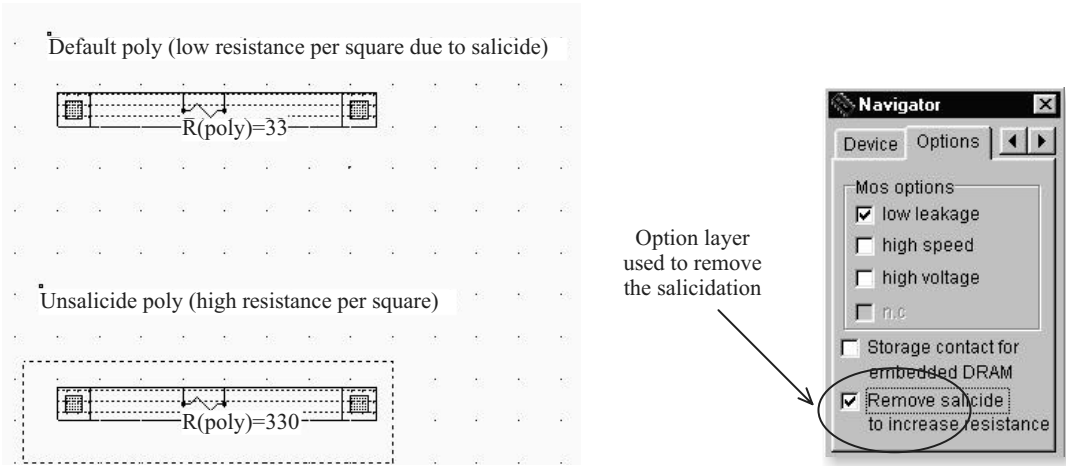 Default poly (low resistance per square due to salicide)
R(poly)=33
Unsalicide poly (high resistance per square)
R(poly)=330
Option layer
used to remove
the salicidation
Navigator
Device
Options
Mos options
low leakage
high speed
high voltage
n.c
Storage contact for
embedded DRAM
Remove salicide
to increase resistance